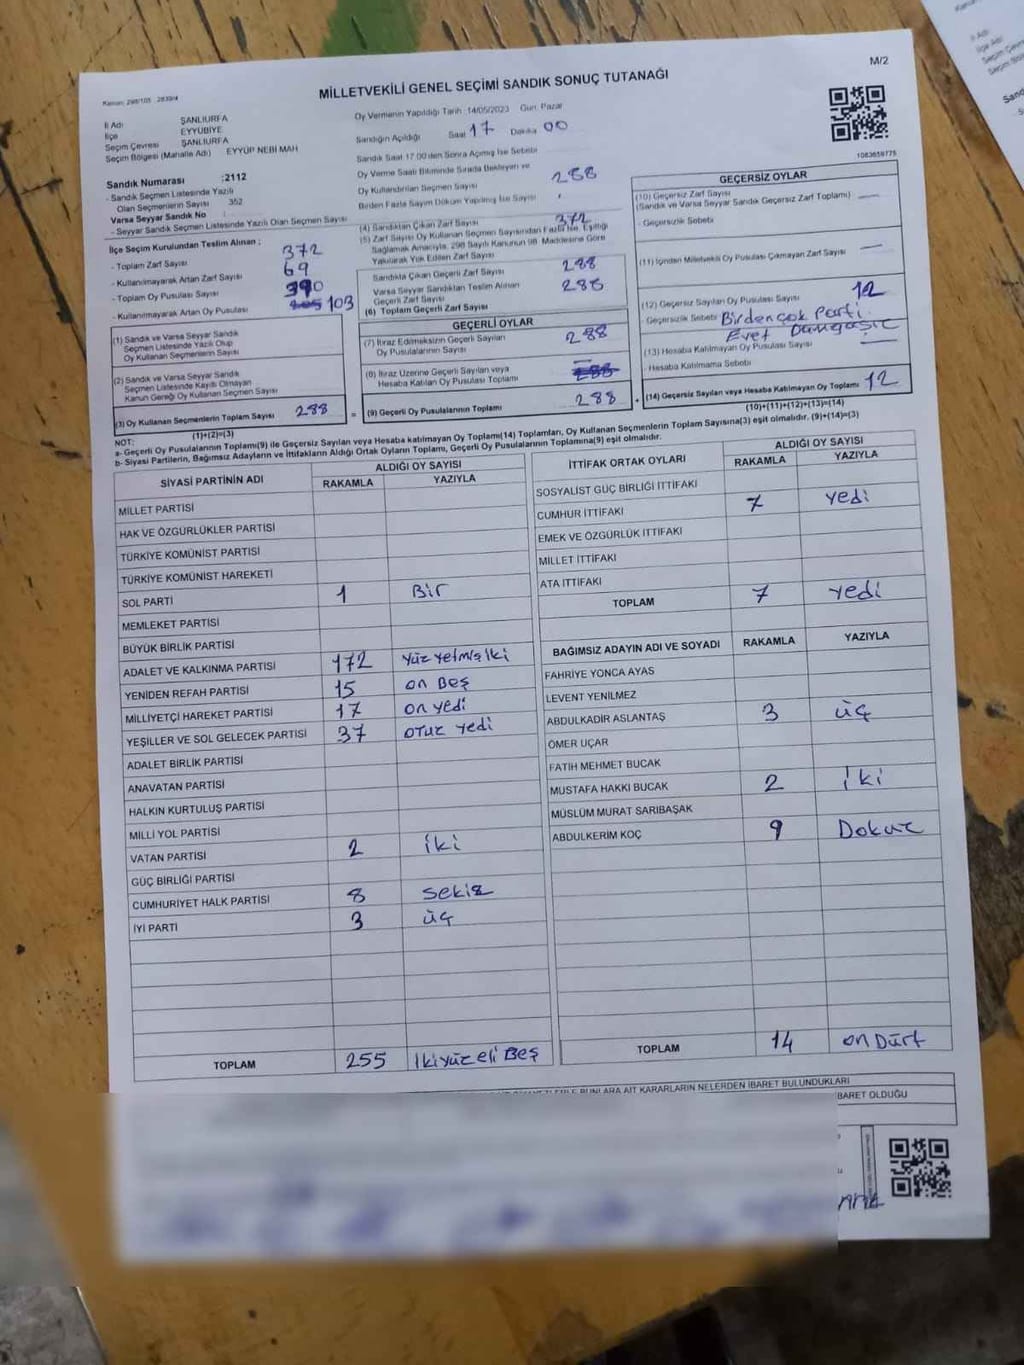 M/2
Kanun: 298/105 2839/4
MİLLETVEKİLİ GENEL SEÇİMİ SANDIK SONUÇ TUTANAĞI
İl Adı ŞANLIURFA
İlçe EYYÜBİYE
Seçim Çevresi ŞANLIURFA
Seçim Bölgesi (Mahalle Adı) EYYÜP NEBİ MAH
Sandık Numarası :2112
- Sandık Seçmen Listesinde Yazılı
Olan Seçmenlerin Sayısı 352
Varsa Seyyar Sandık No
- Seyyar Sandık Seçmen Listesinde Yazılı Olan Seçmen Sayısı
İlçe Seçim Kurulundan Teslim Alınan :
- Toplam Zarf Sayısı 372
- Kullanılmayarak Artan Zarf Sayısı 69
- Toplam Oy Pusulası Sayısı 390
- Kullanılmayarak Artan Oy Pusulası 103
(1) Sandık ve Varsa Seyyar Sandık
Seçmen Listesinde Yazılı Olup
Oy Kullanan Seçmenlerin Sayısı
(2) Sandık ve Varsa Seyyar Sandık
Seçmen Listesinde Kaydı Olmayan
Kanun Gereği Oy Kullanan Seçmen Sayısı
(3) Oy Kullanan Seçmenlerin Toplam Sayısı 288
(1)+(2)=(3)
Oy Vermenin Yapıldığı Tarih :14/05/2023 Gün: Pazar
Sandığın Açıldığı Saat 17 Dakika 00
Sandık Saat 17.00'den Sonra Açılmış İse Sebebi
Oy Verme Saati Bitiminde Sırada Bekleyen ve
Oy Kullandırılan Seçmen Sayısı 288
Birden Fazla Sayım Döküm Yapılmış İse Sayısı
(4) Sandıktan Çıkan Zarf Sayısı 372
(5) Zarf Sayısı Oy Kullanan Seçmen Sayısından Fazla İse, Eşitliği
Sağlamak Amacıyla, 298 Sayılı Kanunun 98. Maddesine Göre
Yakılarak Yok Edilen Zarf Sayısı
Sandıkta Çıkan Geçerli Zarf Sayısı 288
Varsa Seyyar Sandıktan Teslim Alınan
Geçerli Zarf Sayısı 288
(6) Toplam Geçerli Zarf Sayısı
GEÇERLİ OYLAR
(7) İtiraz Edilmeksizin Geçerli Sayılan
Oy Pusulalarının Sayısı 288
(8) İtiraz Üzerine Geçerli Sayılan veya
Hesaba Katılan Oy Pusulası Toplamı
= (9) Geçerli Oy Pusulalarının Toplamı 288
1063659775
GEÇERSİZ OYLAR
(10) Geçersiz Zarf Sayısı
(Sandık ve Varsa Seyyar Sandık Geçersiz Zarf Toplamı) —
- Geçersizlik Sebebi
(11) İçinden Milletvekili Oy Pusulası Çıkmayan Zarf Sayısı —
(12) Geçersiz Sayılan Oy Pusulası Sayısı 12
- Geçersizlik Sebebi Birdençok Parti
Evet
(13) Hesaba Katılmayan Oy Pusulası Sayısı —
- Hesaba Katılmama Sebebi
+ (14) Geçersiz Sayılan veya Hesaba Katılmayan Oy Toplamı 12
(10)+(11)+(12)+(13)=(14)
NOT:
a- Geçerli Oy Pusulalarının Toplamı(9) ile Geçersiz Sayılan veya Hesaba katılmayan Oy Toplamı(14) Toplamları, Oy Kullanan Seçmenlerin Toplam Sayısına(3) eşit olmalıdır. (9)+(14)=(3)
b- Siyasi Partilerin, Bağımsız Adayların ve İttifakların Aldığı Ortak Oyların Toplamı, Geçerli Oy Pusulalarının Toplamına(9) eşit olmalıdır.
SİYASİ PARTİNİN ADI ALDIĞI OY SAYISI
RAKAMLA YAZIYLA
MİLLET PARTİSİ
HAK VE ÖZGÜRLÜKLER PARTİSİ
TÜRKİYE KOMÜNİST PARTİSİ
TÜRKİYE KOMÜNİST HAREKETİ
SOL PARTİ 1 Bir
MEMLEKET PARTİSİ
BÜYÜK BİRLİK PARTİSİ
ADALET VE KALKINMA PARTİSİ 172 Yüz Yetmiş iki
YENİDEN REFAH PARTİSİ 15 on Beş
MİLLİYETÇİ HAREKET PARTİSİ 17 on yedi
YEŞİLLER VE SOL GELECEK PARTİSİ 37 otuz yedi
ADALET BİRLİK PARTİSİ
ANAVATAN PARTİSİ
HALKIN KURTULUŞ PARTİSİ
MİLLİ YOL PARTİSİ
VATAN PARTİSİ 2 iki
GÜÇ BİRLİĞİ PARTİSİ
CUMHURİYET HALK PARTİSİ 8 sekiz
İYİ PARTİ 3 üç
TOPLAM 255 İkiyüz eli Beş
İTTİFAK ORTAK OYLARI ALDIĞI OY SAYISI
RAKAMLA YAZIYLA
SOSYALİST GÜÇ BİRLİĞİ İTTİFAKI
CUMHUR İTTİFAKI 7 yedi
EMEK VE ÖZGÜRLÜK İTTİFAKI
MİLLET İTTİFAKI
ATA İTTİFAKI
TOPLAM 7 yedi
BAĞIMSIZ ADAYIN ADI VE SOYADI RAKAMLA YAZIYLA
FAHRİYE YONCA AYAS
LEVENT YENİLMEZ
ABDULKADİR ASLANTAŞ 3 üç
ÖMER UÇAR
FATİH MEHMET BUCAK
MUSTAFA HAKKI BUCAK 2 iki
MÜSLÜM MURAT SARIBAŞAK
ABDULKERİM KOÇ 9 Dokuz
TOPLAM 14 on Dört
BUNLARA AİT KARARLARIN NELERDEN İBARET BULUNDUKLARI
BARET OLDUĞU